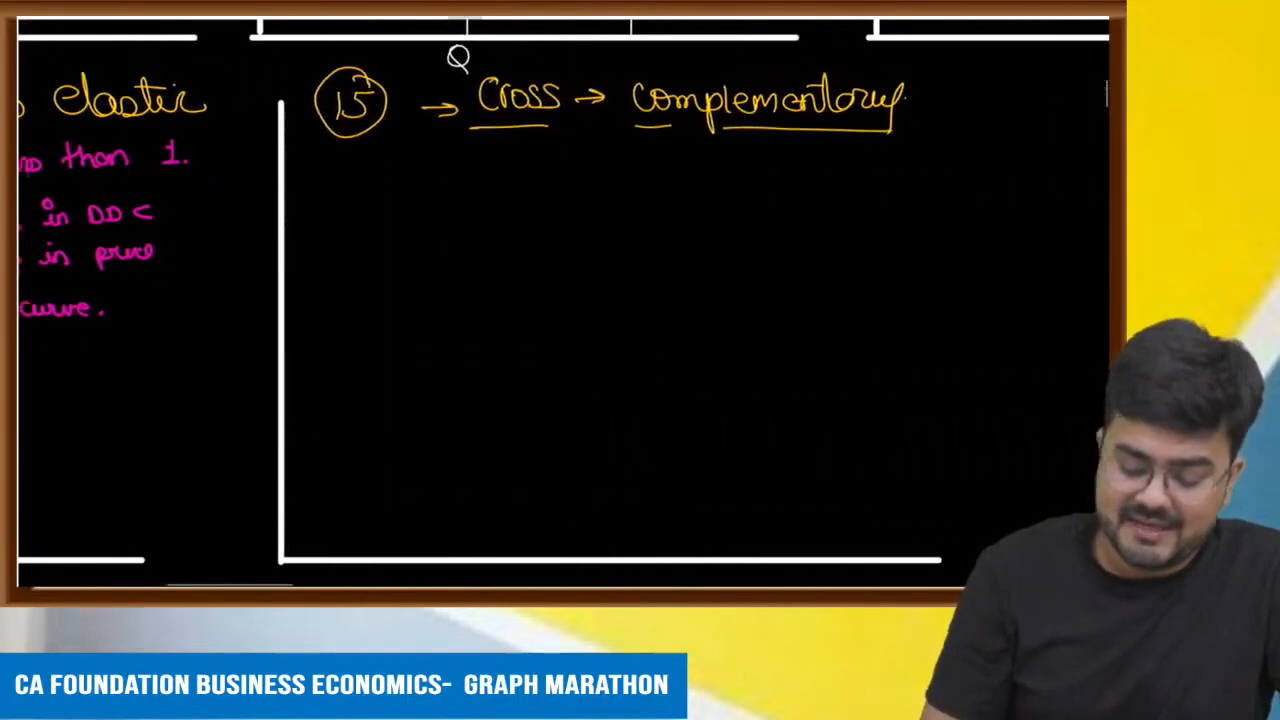 Q
elastic
than 1.
in DD <
in price
curve.
15 → Cross → complementary.
CA FOUNDATION BUSINESS ECONOMICS- GRAPH MARATHON